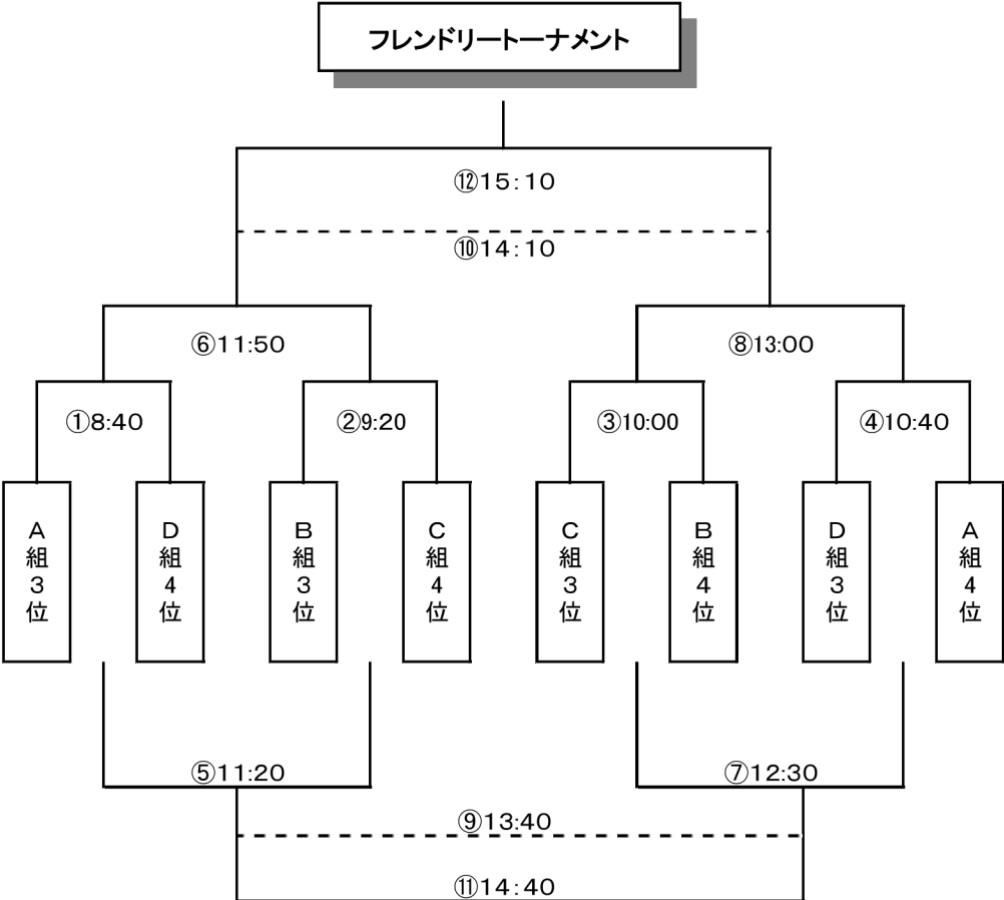 フレンドリートーナメント
⑫15:10
⑩14:10
⑥11:50
⑧13:00
①8:40
②9:20
③10:00
④10:40
A組3位
D組4位
B組3位
C組4位
C組3位
B組4位
D組3位
A組4位
⑤11:20
⑦12:30
⑨13:40
⑪14:40